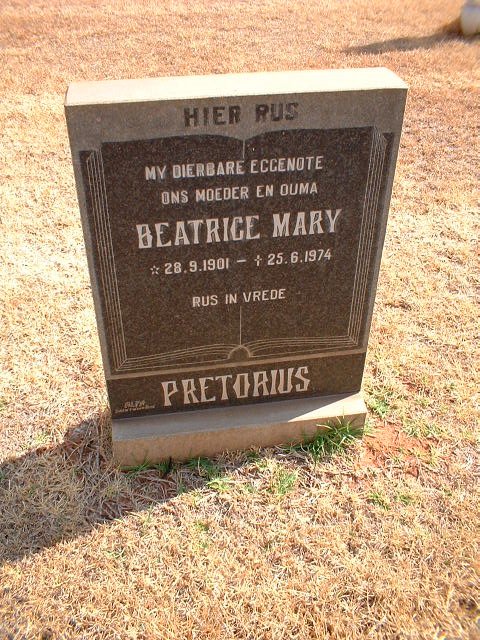 HIER RUS
MY DIERBARE EGGENOTE
ONS MOEDER EN OUMA
BEATRICE MARY
☆ 28.9.1901 – † 25.6.1974
RUS IN VREDE
PRETORIUS